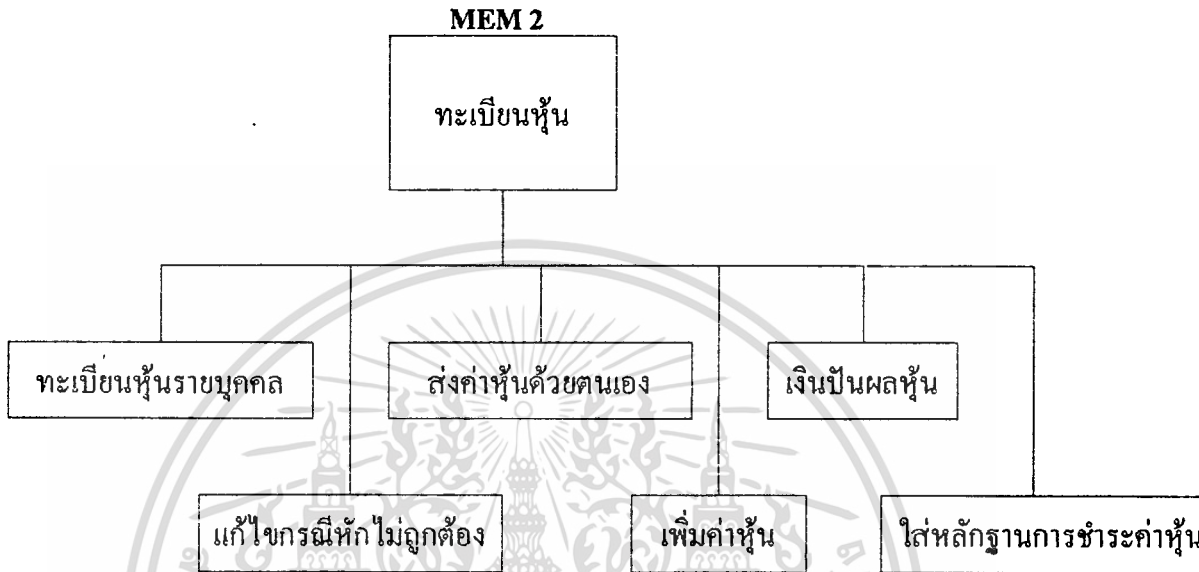 MEM 2
ทะเบียนหุ้น
ทะเบียนหุ้นรายบุคคล
ส่งค่าหุ้นด้วยตนเอง
เงินปันผลหุ้น
แก้ไขกรณีหักไม่ถูกต้อง
เพิ่มค่าหุ้น
ใส่หลักฐานการชำระค่าหุ้น